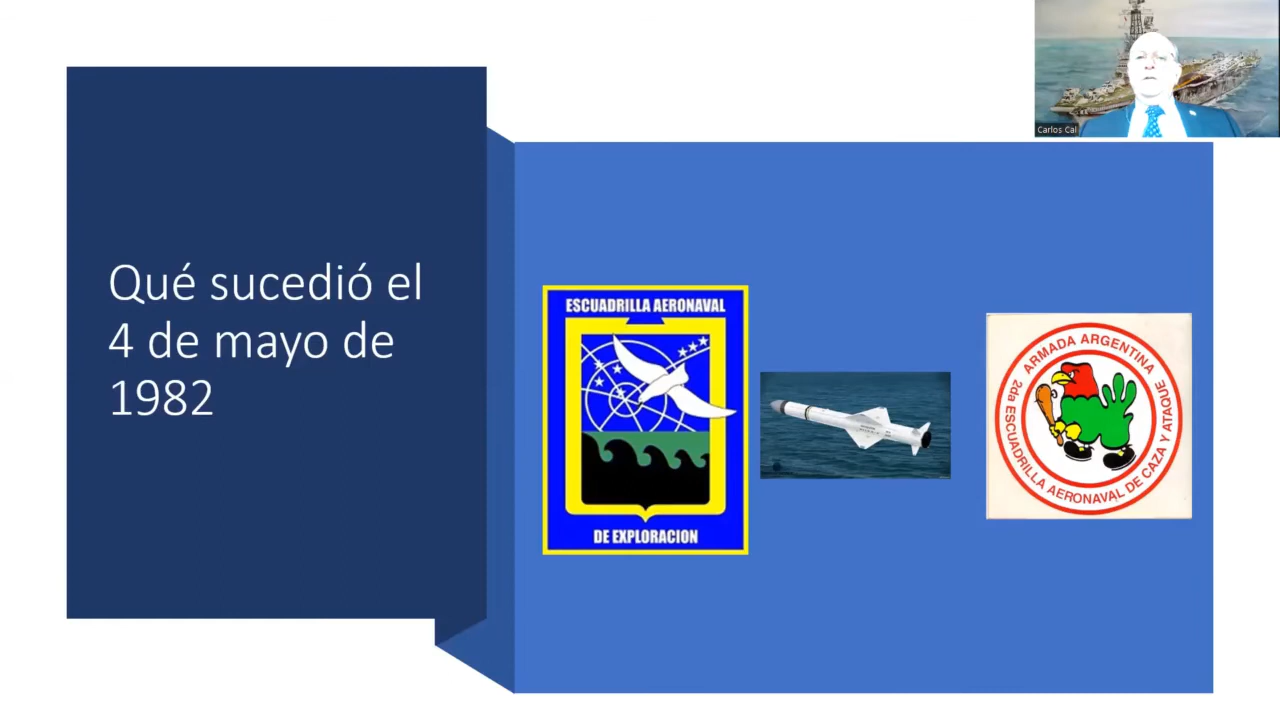 Carlos Cal
Qué sucedió el
4 de mayo de
1982
ESCUADRILLA AERONAVAL
DE EXPLORACION
ARMADA ARGENTINA
2da ESCUADRILLA AERONAVAL DE CAZA Y ATAQUE